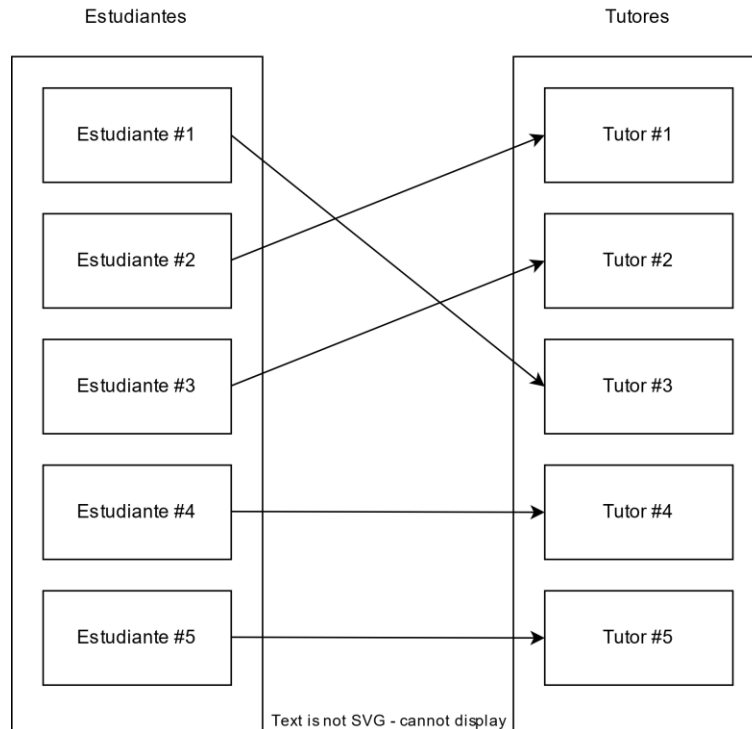 Estudiantes
Tutores
Estudiante #1
Tutor #1
Estudiante #2
Tutor #2
Estudiante #3
Tutor #3
Estudiante #4
Tutor #4
Estudiante #5
Tutor #5
Text is not SVG - cannot display